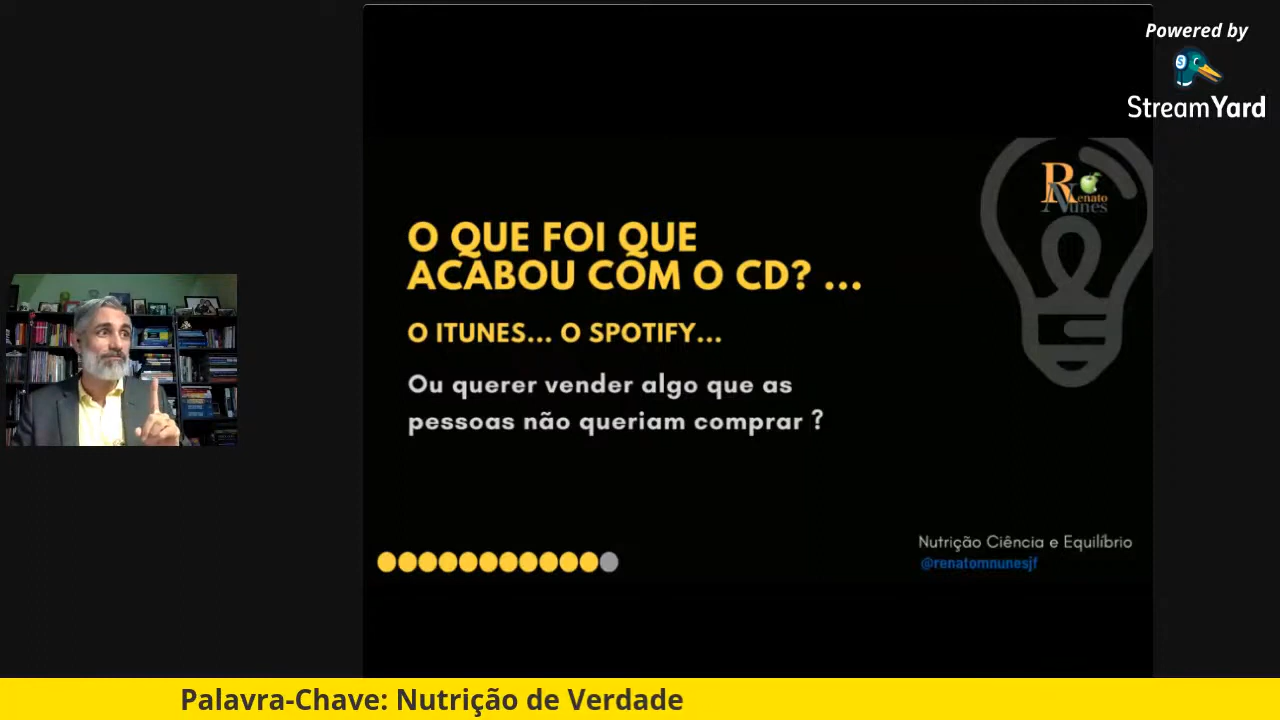 Powered by
StreamYard
Renato
Nunes
O QUE FOI QUE
ACABOU COM O CD? ...
O ITUNES... O SPOTIFY...
Ou querer vender algo que as
pessoas não queriam comprar ?
Nutrição Ciência e Equilíbrio
@renatomnunesjf
Palavra-Chave: Nutrição de Verdade